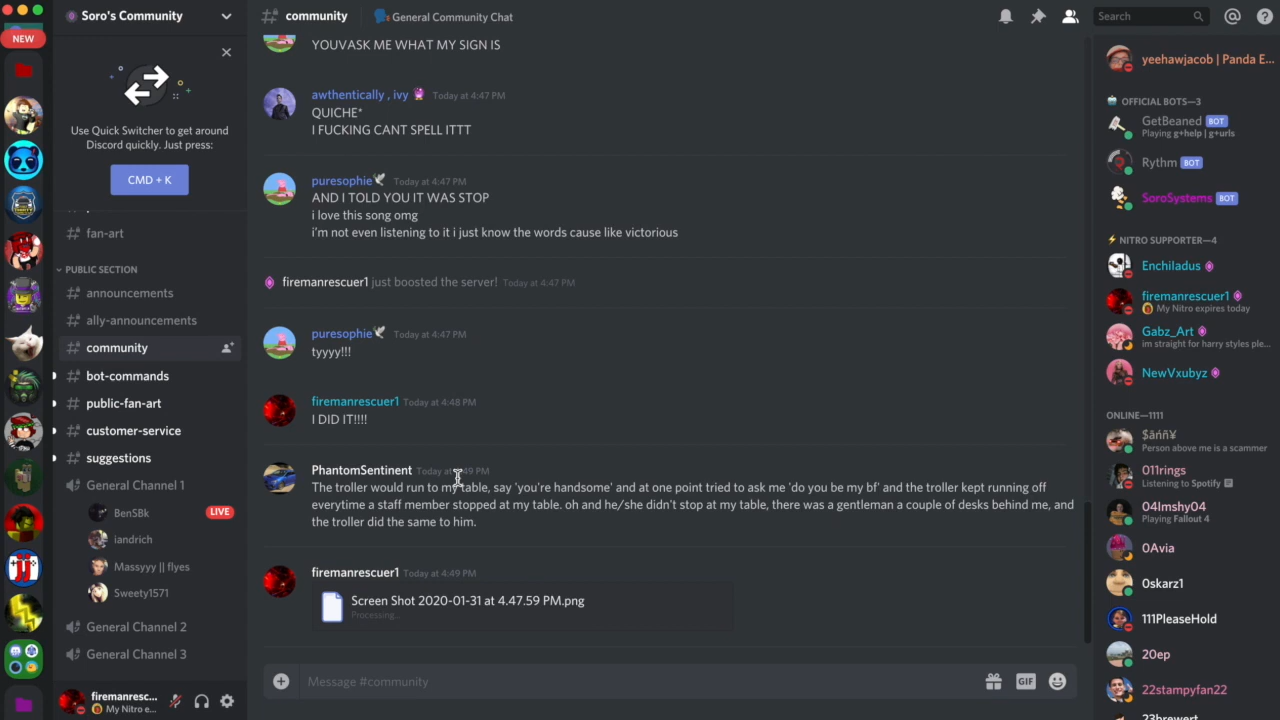 NEW
Soro's Community
Use Quick Switcher to get around
Discord quickly. Just press:
CMD + K
fan-art
PUBLIC SECTION
announcements
ally-announcements
community
bot-commands
public-fan-art
customer-service
suggestions
General Channel 1
BenSBk
LIVE
iandrich
Massyyy || flyes
Sweety1571
General Channel 2
General Channel 3
firemanresc...
My Nitro e...
community
General Community Chat
Search
YOUVASK ME WHAT MY SIGN IS
awthentically , ivy Today at 4:47 PM
QUICHE*
I FUCKING CANT SPELL ITTT
puresophie Today at 4:47 PM
AND I TOLD YOU IT WAS STOP
i love this song omg
i'm not even listening to it i just know the words cause like victorious
firemanrescuer1 just boosted the server! Today at 4:47 PM
puresophie Today at 4:47 PM
tyyyy!!!
firemanrescuer1 Today at 4:48 PM
I DID IT!!!!
PhantomSentinent Today at 4:49 PM
The troller would run to my table, say 'you're handsome' and at one point tried to ask me 'do you be my bf' and the troller kept running off
everytime a staff member stopped at my table. oh and he/she didn't stop at my table, there was a gentleman a couple of desks behind me, and
the troller did the same to him.
firemanrescuer1 Today at 4:49 PM
Screen Shot 2020-01-31 at 4.47.59 PM.png
Processing...
Message #community
GIF
yeehawjacob | Panda E...
OFFICIAL BOTS—3
GetBeaned BOT
Playing g+help | g+urls
Rythm BOT
SoroSystems BOT
NITRO SUPPORTER—4
Enchiladus
firemanrescuer1
My Nitro expires today
Gabz_Art
im straight for harry styles ple...
NewVxubyz
ONLINE—1111
$āńñ¥
Person above me is a scammer
011rings
Listening to Spotify
04lmshy04
Playing Fallout 4
0Avia
0skarz1
111PleaseHold
20ep
22stampyfan22
23brewert